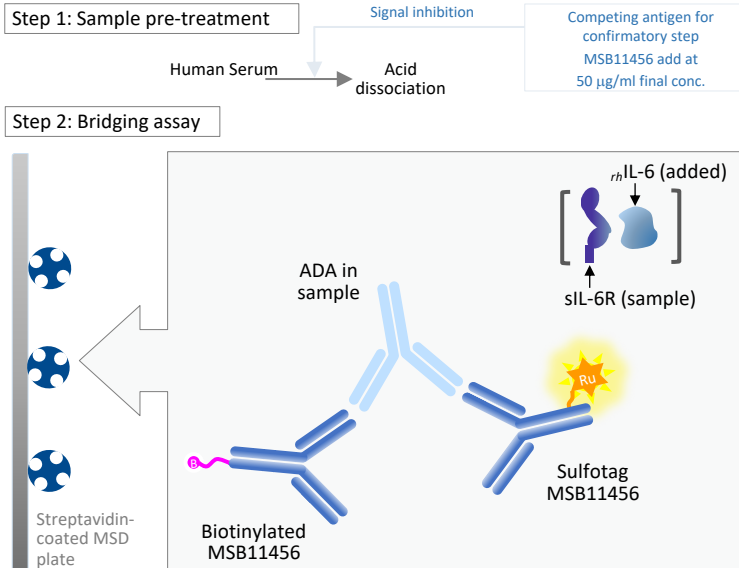 Step 1: Sample pre-treatment
Signal inhibition
Competing antigen for
confirmatory step
MSB11456 add at
50 µg/ml final conc.
Human Serum
Acid
dissociation
Step 2: Bridging assay
rhIL-6 (added)
sIL-6R (sample)
ADA in
sample
Ru
B
Sulfotag
MSB11456
Biotinylated
MSB11456
Streptavidin-
coated MSD
plate